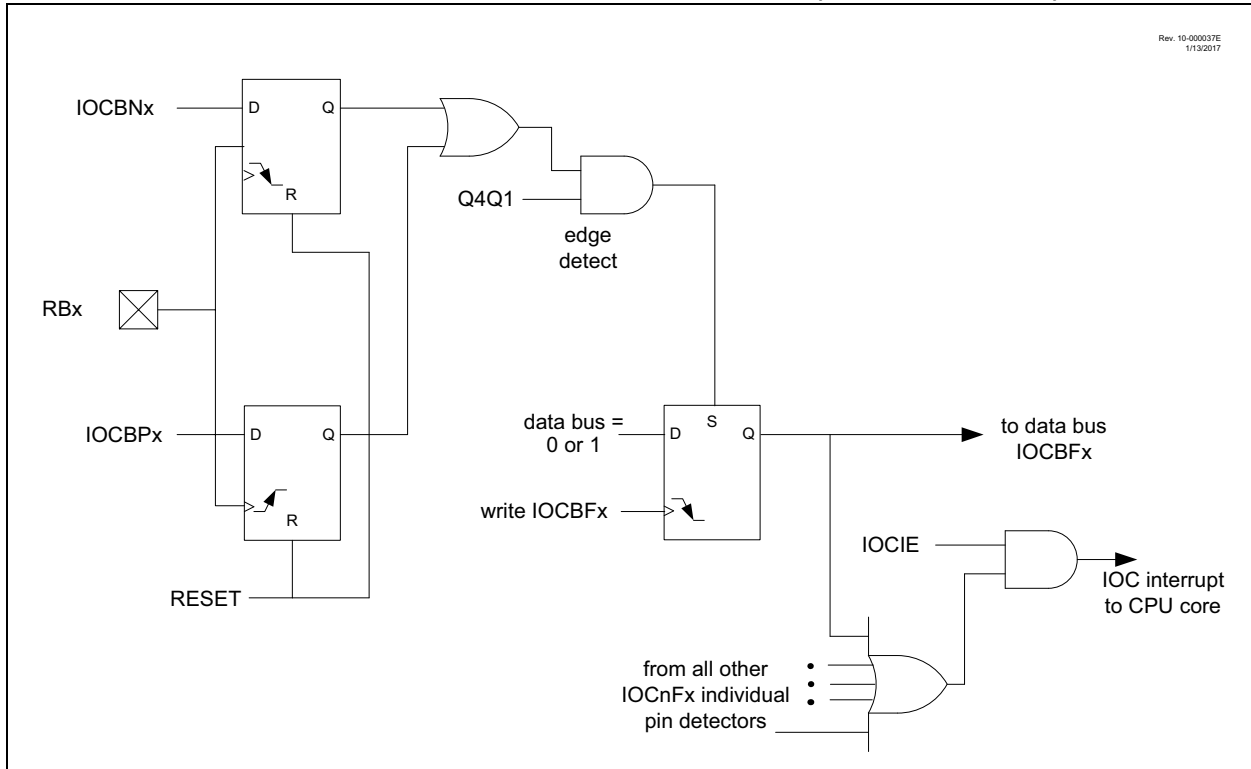 Rev. 10-000037E
1/13/2017
IOCBNx
D
Q
R
Q4Q1
edge
detect
RBx
IOCBPx
D
Q
R
RESET
data bus =
0 or 1
D
S
Q
write IOCBFx
to data bus
IOCBFx
IOCIE
IOC interrupt
to CPU core
from all other
IOCnFx individual
pin detectors